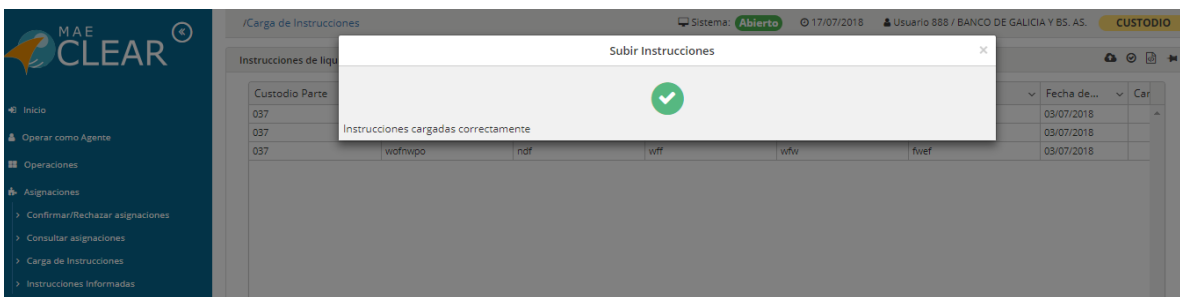 MAE
CLEAR
Inicio
Operar como Agente
Operaciones
Asignaciones
Confirmar/Rechazar asignaciones
Consultar asignaciones
Carga de Instrucciones
Instrucciones Informadas
/Carga de Instrucciones
Sistema: Abierto 17/07/2018 Usuario 888 / BANCO DE GALICIA Y BS. AS. CUSTODIO
Instrucciones de liqu
Subir Instrucciones ×
Instrucciones cargadas correctamente
Custodio Parte Fecha de... Car
037 03/07/2018
037 03/07/2018
037 wofnwpo ndf wff wfw fwef 03/07/2018